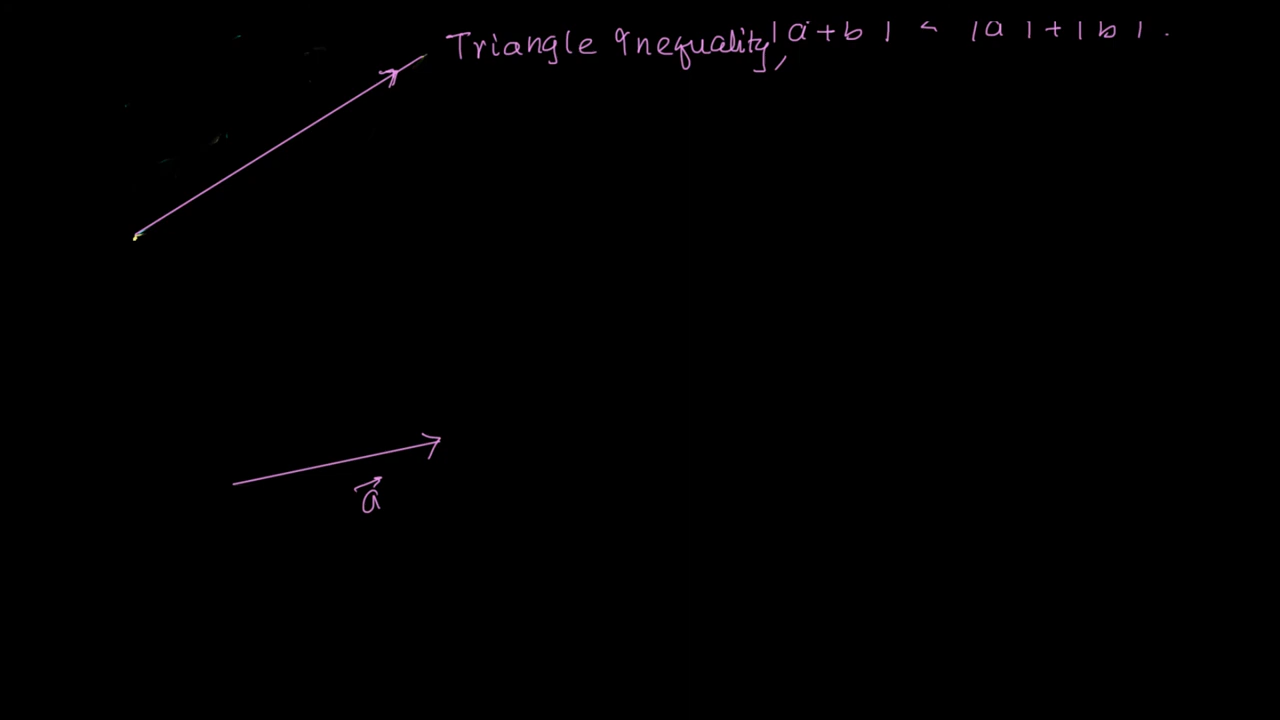 Triangle Inequality, |a+b| < |a|+|b|.
a⃗